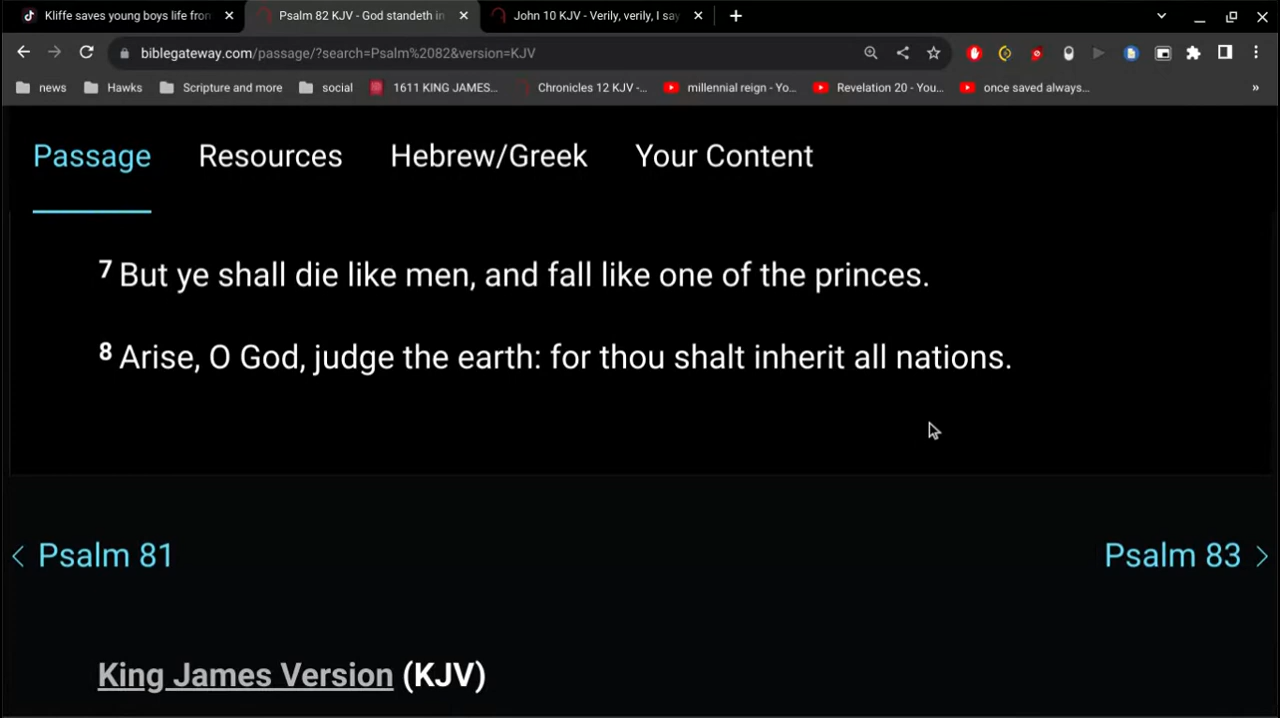 Kliffe saves young boys life fron
Psalm 82 KJV - God standeth in
John 10 KJV - Verily, verily, I say
biblegateway.com/passage/?search=Psalm%2082&version=KJV
news Hawks Scripture and more social 1611 KING JAMES... Chronicles 12 KJV -... millennial reign - Yo... Revelation 20 - You... once saved always... »
Passage Resources Hebrew/Greek Your Content
7 But ye shall die like men, and fall like one of the princes.
8 Arise, O God, judge the earth: for thou shalt inherit all nations.
Psalm 81
Psalm 83
King James Version (KJV)